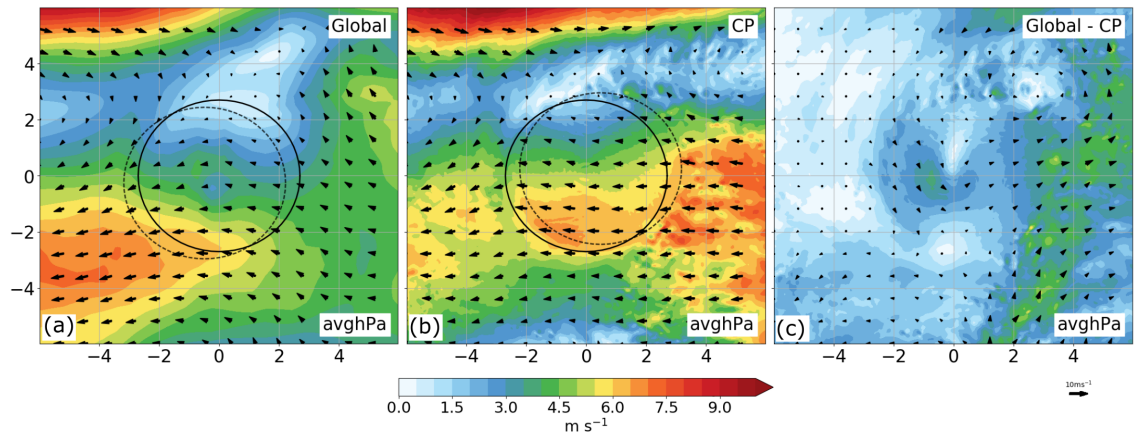 Global
CP
Global - CP
4
2
0
−2
−4
(a)
avghPa
(b)
avghPa
(c)
avghPa
−4 −2 0 2 4
−4 −2 0 2 4
−4 −2 0 2 4
10ms⁻¹
0.0 1.5 3.0 4.5 6.0 7.5 9.0
m s⁻¹